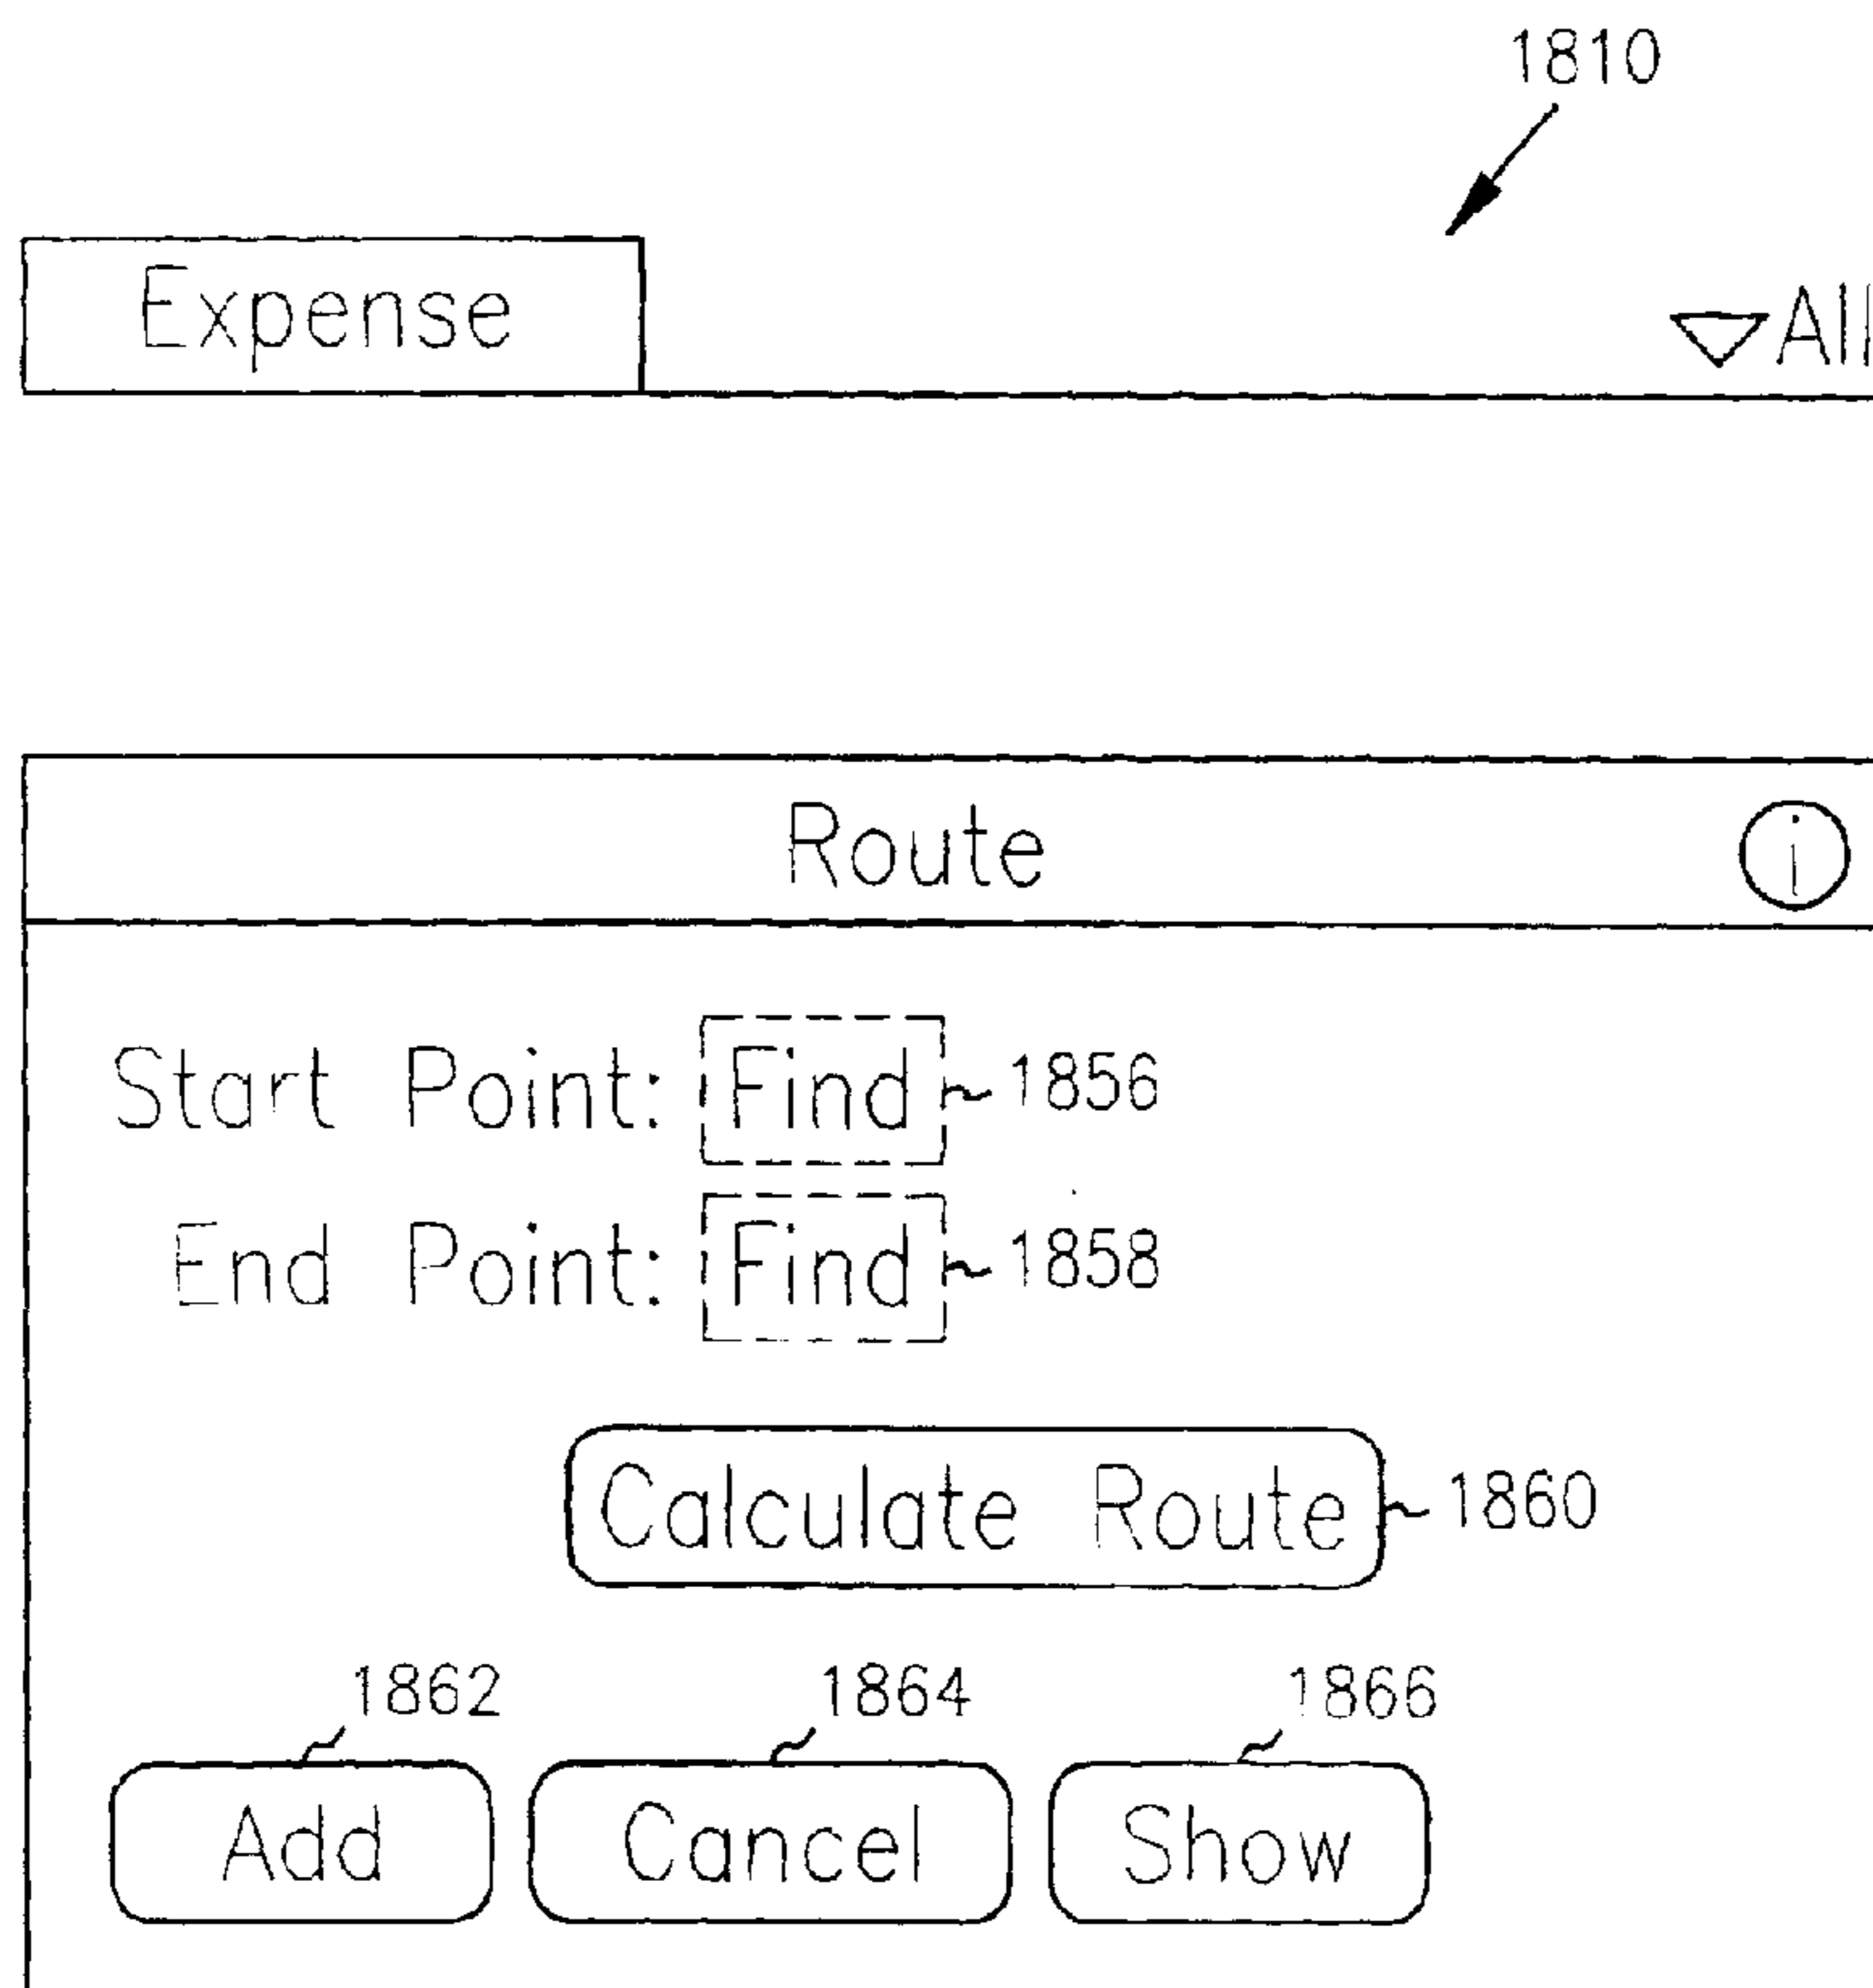 1810
Expense All
Route i
Start Point: Find 1856
End Point: Find 1858
Calculate Route 1860
1862 1864 1866
Add Cancel Show